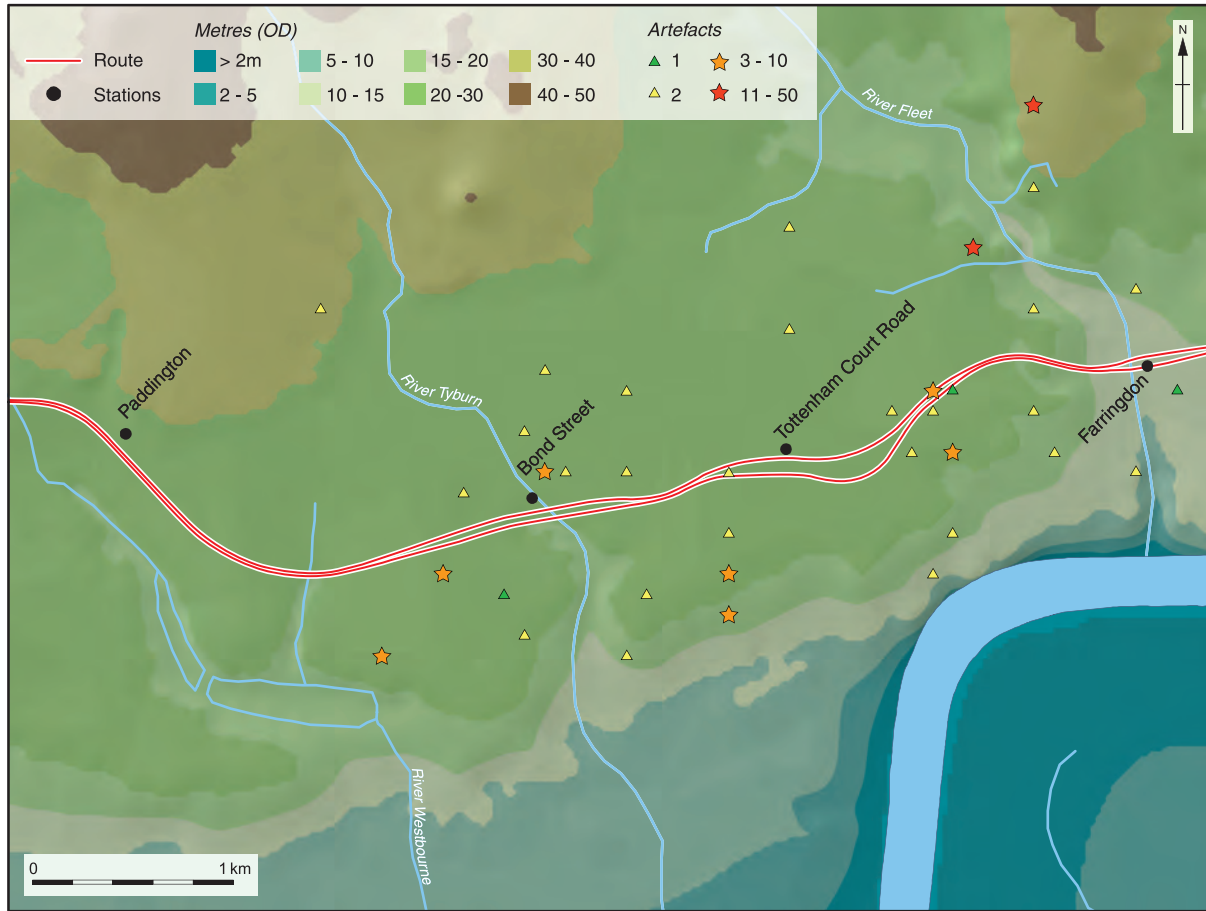 Metres (OD)
Artefacts
Route
> 2m
5 - 10
15 - 20
30 - 40
1
3 - 10
Stations
2 - 5
10 - 15
20 -30
40 - 50
2
11 - 50
N
River Fleet
Paddington
River Tyburn
Bond Street
Tottenham Court Road
Farringdon
River Westbourne
0
1 km